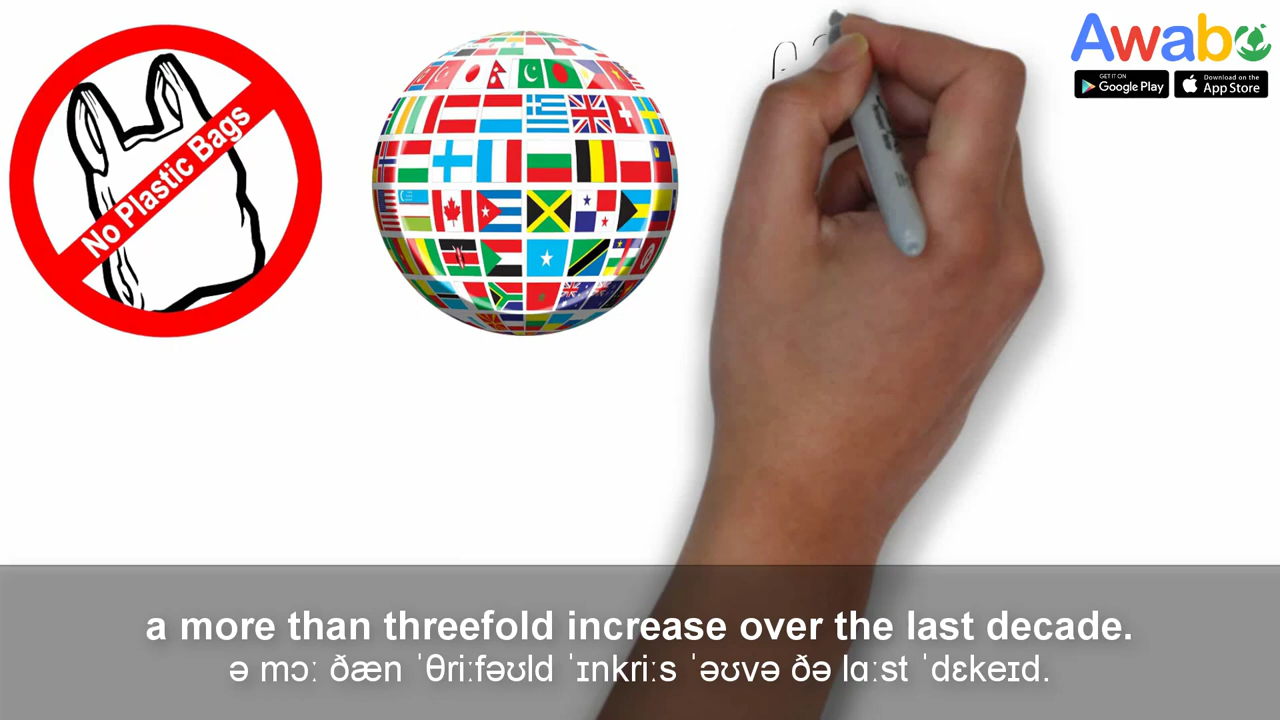 No Plastic Bags
Awabe
GET IT ON
Google Play
Download on the
App Store
a more than threefold increase over the last decade.
ə mɔː ðæn ˈθriːfəʊld ˈɪnkriːs ˈəʊvə ðə lɑːst ˈdɛkeɪd.